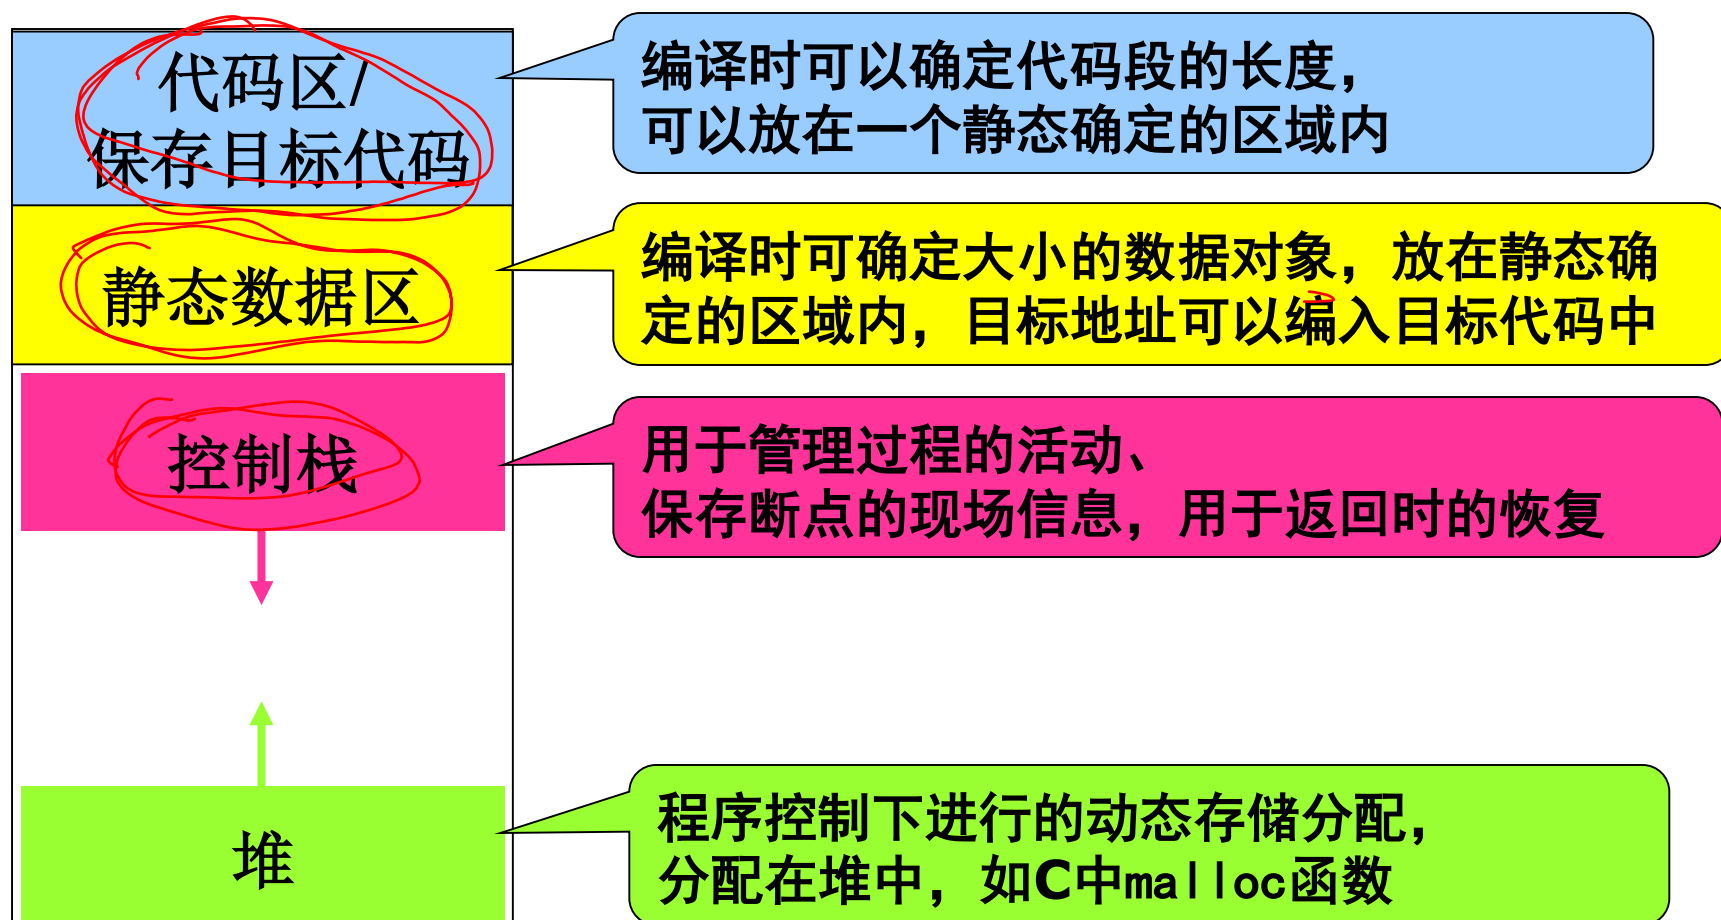 代码区/
保存目标代码
编译时可以确定代码段的长度，
可以放在一个静态确定的区域内
静态数据区
编译时可确定大小的数据对象，放在静态确
定的区域内，目标地址可以编入目标代码中
控制栈
用于管理过程的活动、
保存断点的现场信息，用于返回时的恢复
堆
程序控制下进行的动态存储分配，
分配在堆中，如C中malloc函数